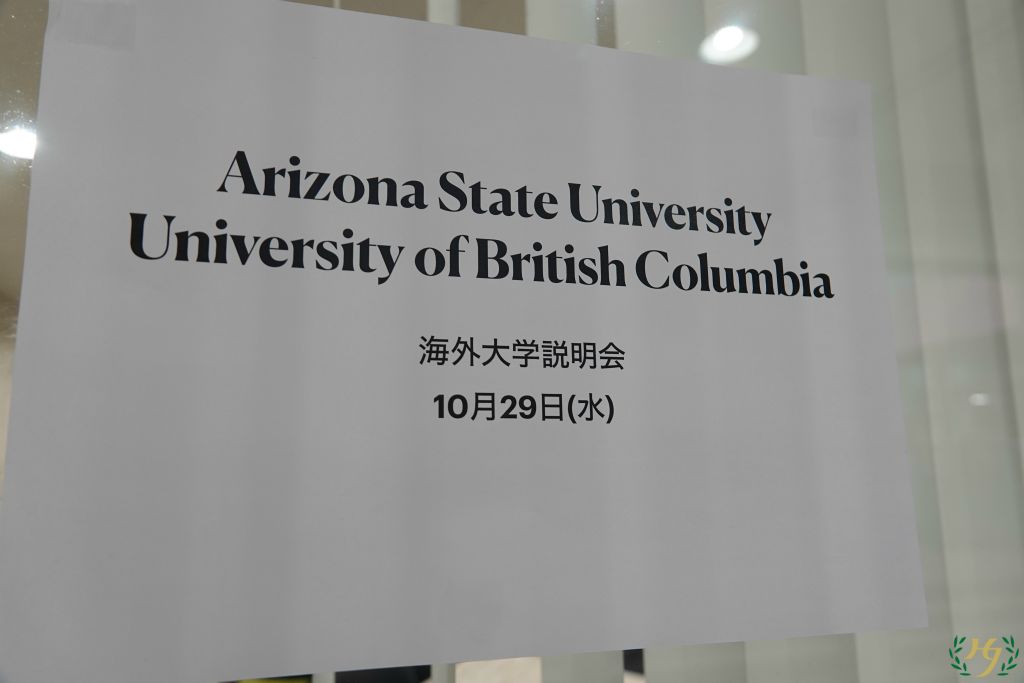 Arizona State University
University of British Columbia
海外大学説明会
10月29日(水)